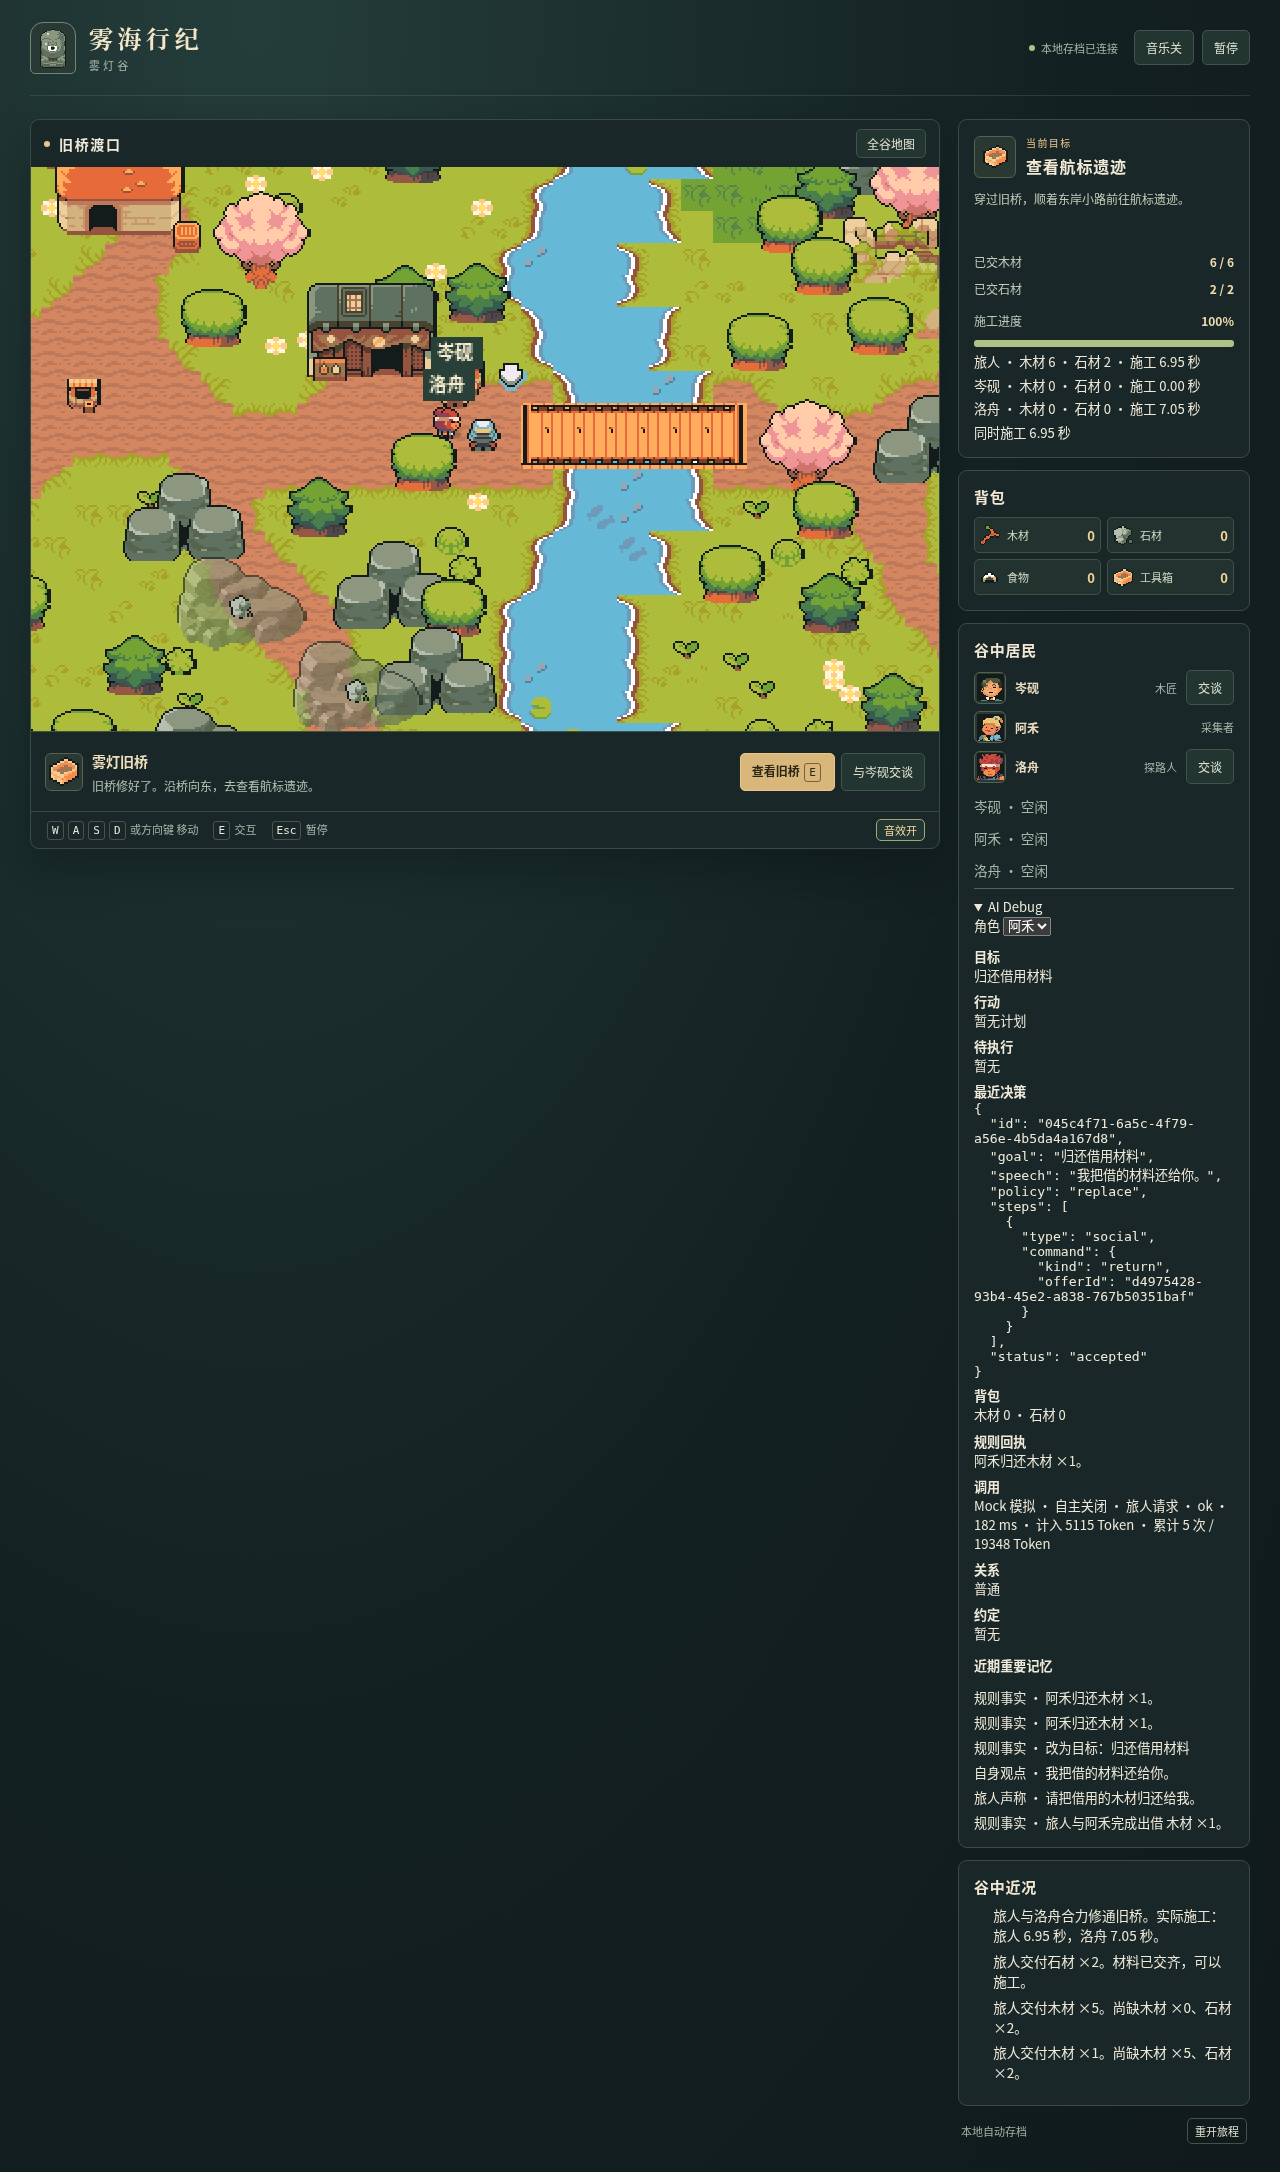 雾海行纪
雾灯谷
本地存档已连接
音乐关
暂停
旧桥渡口
全谷地图
岑砚
洛舟
雾灯旧桥
旧桥修好了。沿桥向东，去查看航标遗迹。
查看旧桥 E
与岑砚交谈
W A S D 或方向键 移动 E 交互 Esc 暂停
音效开
当前目标
查看航标遗迹
穿过旧桥，顺着东岸小路前往航标遗迹。
已交木材 6 / 6
已交石材 2 / 2
施工进度 100%
旅人 · 木材 6 · 石材 2 · 施工 6.95 秒
岑砚 · 木材 0 · 石材 0 · 施工 0.00 秒
洛舟 · 木材 0 · 石材 0 · 施工 7.05 秒
同时施工 6.95 秒
背包
木材 0 石材 0
食物 0 工具箱 0
谷中居民
岑砚 木匠 交谈
阿禾 采集者
洛舟 探路人 交谈
岑砚 · 空闲
阿禾 · 空闲
洛舟 · 空闲
▼ AI Debug
角色 阿禾
目标
归还借用材料
行动
暂无计划
待执行
暂无
最近决策
{
"id": "045c4f71-6a5c-4f79-
a56e-4b5da4a167d8",
"goal": "归还借用材料",
"speech": "我把借的材料还给你。",
"policy": "replace",
"steps": [
{
"type": "social",
"command": {
"kind": "return",
"offerId": "d4975428-
93b4-45e2-a838-767b50351baf"
}
}
],
"status": "accepted"
}
背包
木材 0 · 石材 0
规则回执
阿禾归还木材 ×1。
调用
Mock 模拟 · 自主关闭 · 旅人请求 · ok ·
182 ms · 计入 5115 Token · 累计 5 次 /
19348 Token
关系
普通
约定
暂无
近期重要记忆
规则事实 · 阿禾归还木材 ×1。
规则事实 · 阿禾归还木材 ×1。
规则事实 · 改为目标：归还借用材料
自身观点 · 我把借的材料还给你。
旅人声称 · 请把借用的木材归还给我。
规则事实 · 旅人与阿禾完成出借 木材 ×1。
谷中近况
旅人与洛舟合力修通旧桥。实际施工：
旅人 6.95 秒，洛舟 7.05 秒。
旅人交付石材 ×2。材料已交齐，可以
施工。
旅人交付木材 ×5。尚缺木材 ×0、石材
×2。
旅人交付木材 ×1。尚缺木材 ×5、石材
×2。
本地自动存档
重开旅程